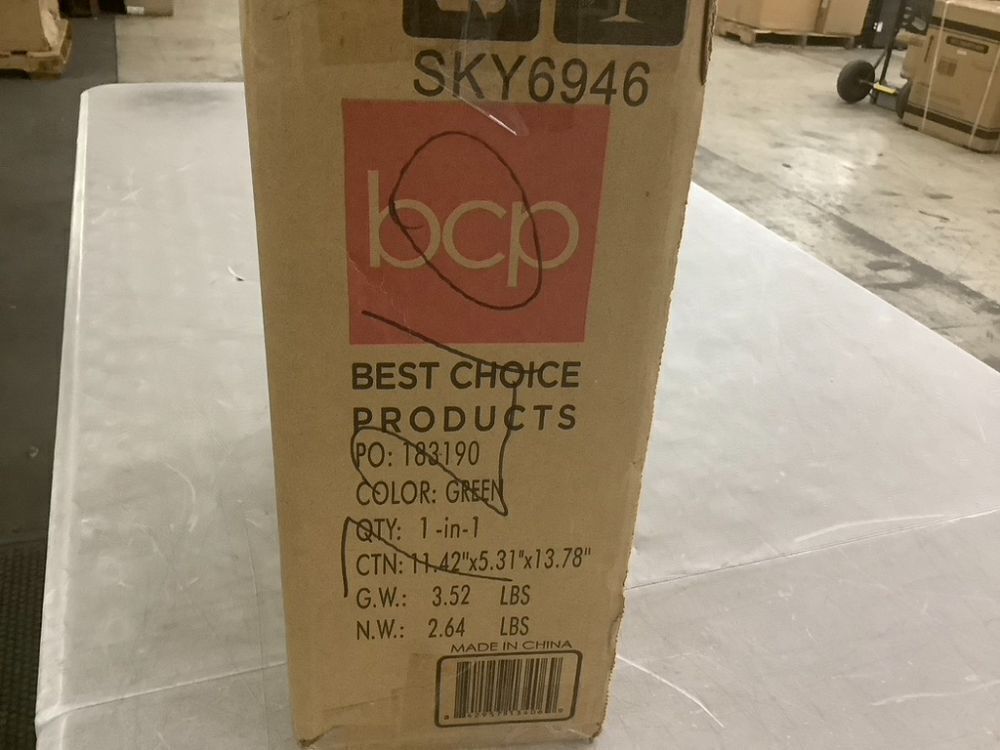 SKY6946
bcp
BEST CHOICE
PRODUCTS
PO: 183190
COLOR: GREEN
QTY: 1-in-1
CTN: 11.42"x5.31"x13.78"
G.W.: 3.52 LBS
N.W.: 2.64 LBS
MADE IN CHINA